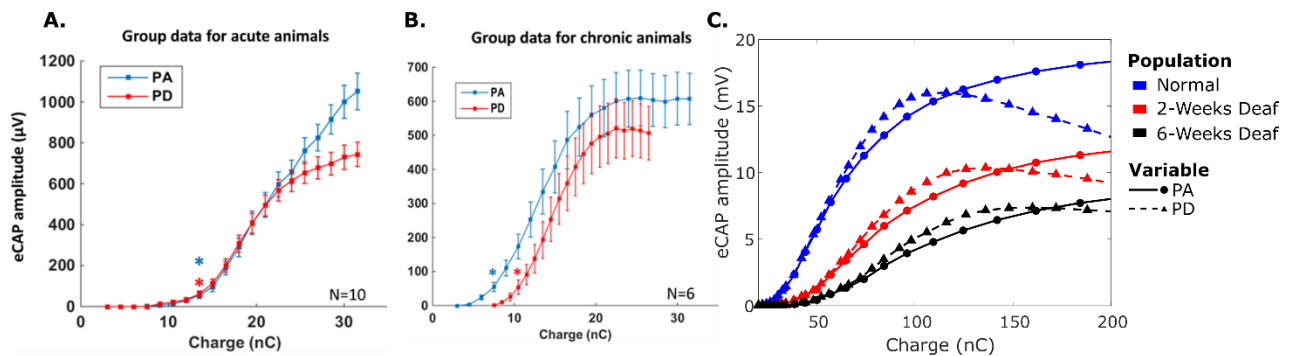 A.
Group data for acute animals
PA
PD
1200
1000
800
600
400
200
0
eCAP amplitude (µV)
*
*
N=10
0
10
20
30
Charge (nC)
B.
Group data for chronic animals
PA
PD
700
600
500
400
300
200
100
0
*
*
N=6
0
10
20
30
Charge (nC)
C.
20
15
10
5
0
eCAP amplitude (mV)
50
100
150
200
Charge (nC)
Population
Normal
2-Weeks Deaf
6-Weeks Deaf
Variable
PA
PD